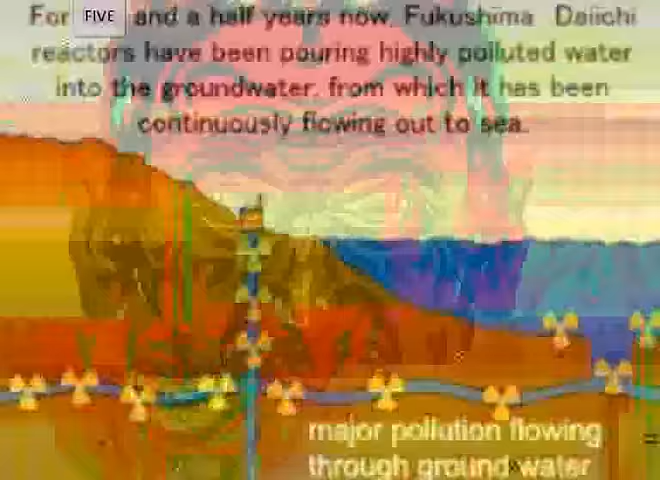 For FIVE and a half years now, Fukushima Daiichi
reactors have been pouring highly polluted water
into the groundwater, from which it has been
continuously flowing out to sea.
major pollution flowing
through ground water